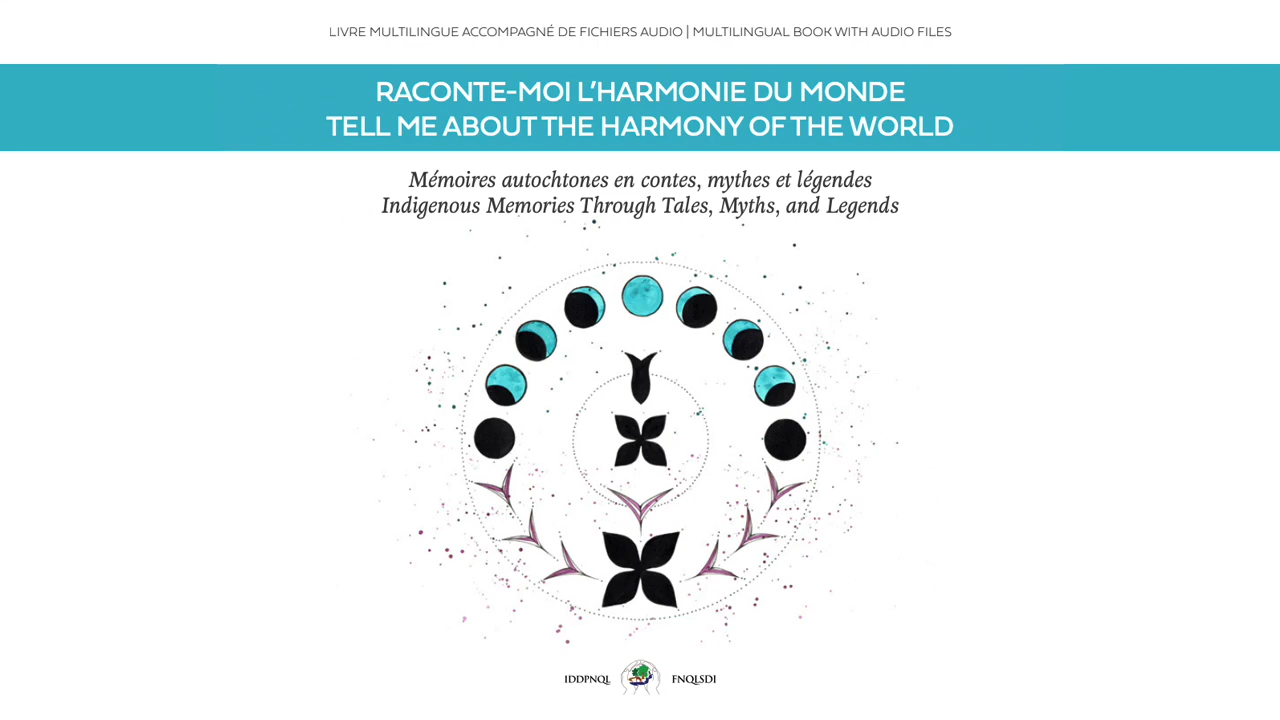 LIVRE MULTILINGUE ACCOMPAGNÉ DE FICHIERS AUDIO | MULTILINGUAL BOOK WITH AUDIO FILES
RACONTE-MOI L’HARMONIE DU MONDE
TELL ME ABOUT THE HARMONY OF THE WORLD
Mémoires autochtones en contes, mythes et légendes
Indigenous Memories Through Tales, Myths, and Legends
IDDPNQL FNQLSDI